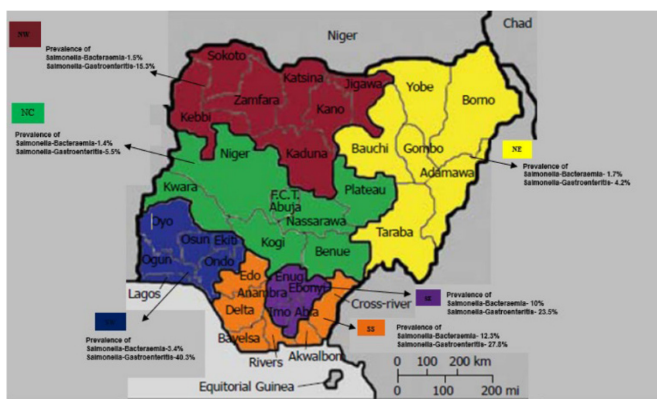 Chad
Niger
NW
Prevalence of
Salmonella-Bacteraemia-1.5%
Salmonella-Gastroenteritis-15.3%
Sokoto
Katsina
Jigawa
Zamfara
Kano
Kebbi
Kaduna
Yobe
Borno
Bauchi
Gombo
Adamawa
Taraba
NC
Prevalence of
Salmonella-Bacteraemia-1.4%
Salmonella-Gastroenteritis-5.5%
Niger
Kwara
F.C.T.
Abuja
Plateau
Nassarawa
Kogi
Benue
NE
Prevalence of
Salmonella-Bacteraemia- 1.7%
Salmonella-Gastroenteritis- 4.2%
Oyo
Osun
Ekiti
Ogun
Ondo
Lagos
Edo
Enugu
Anambra
Ebonyi
Delta
Imo
Abia
Cross-river
Bayelsa
Rivers
Akwalbom
Prevalence of
Salmonella-Bacteraemia-3.4%
Salmonella-Gastroenteritis-40.3%
SE
Prevalence of
Salmonella-Bacteraemia- 10%
Salmonella-Gastroenteritis- 23.5%
SS
Prevalence of
Salmonella-Bacteraemia- 12.3%
Salmonella-Gastroenteritis- 27.8%
Equitorial Guinea
0 100 200 km
0 100 200 mi